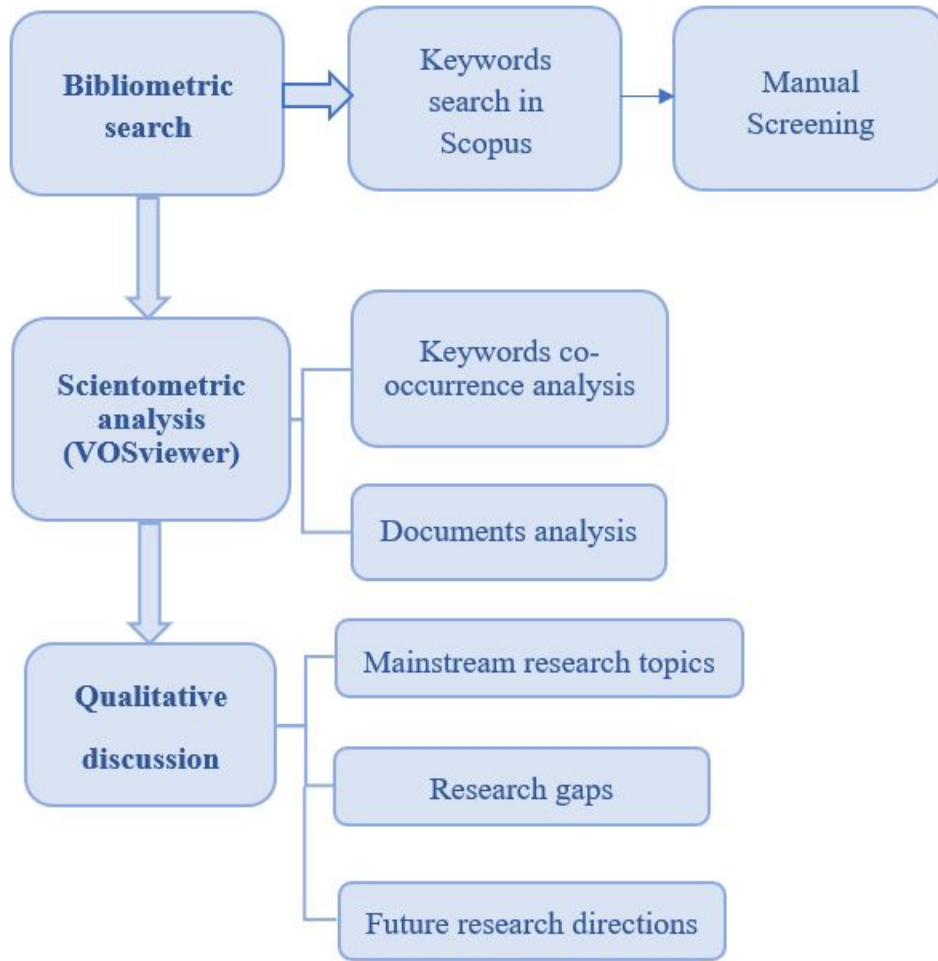 Bibliometric
search
Keywords
search in
Scopus
Manual
Screening
Scientometric
analysis
(VOSviewer)
Keywords co-
occurrence analysis
Documents analysis
Qualitative
discussion
Mainstream research topics
Research gaps
Future research directions